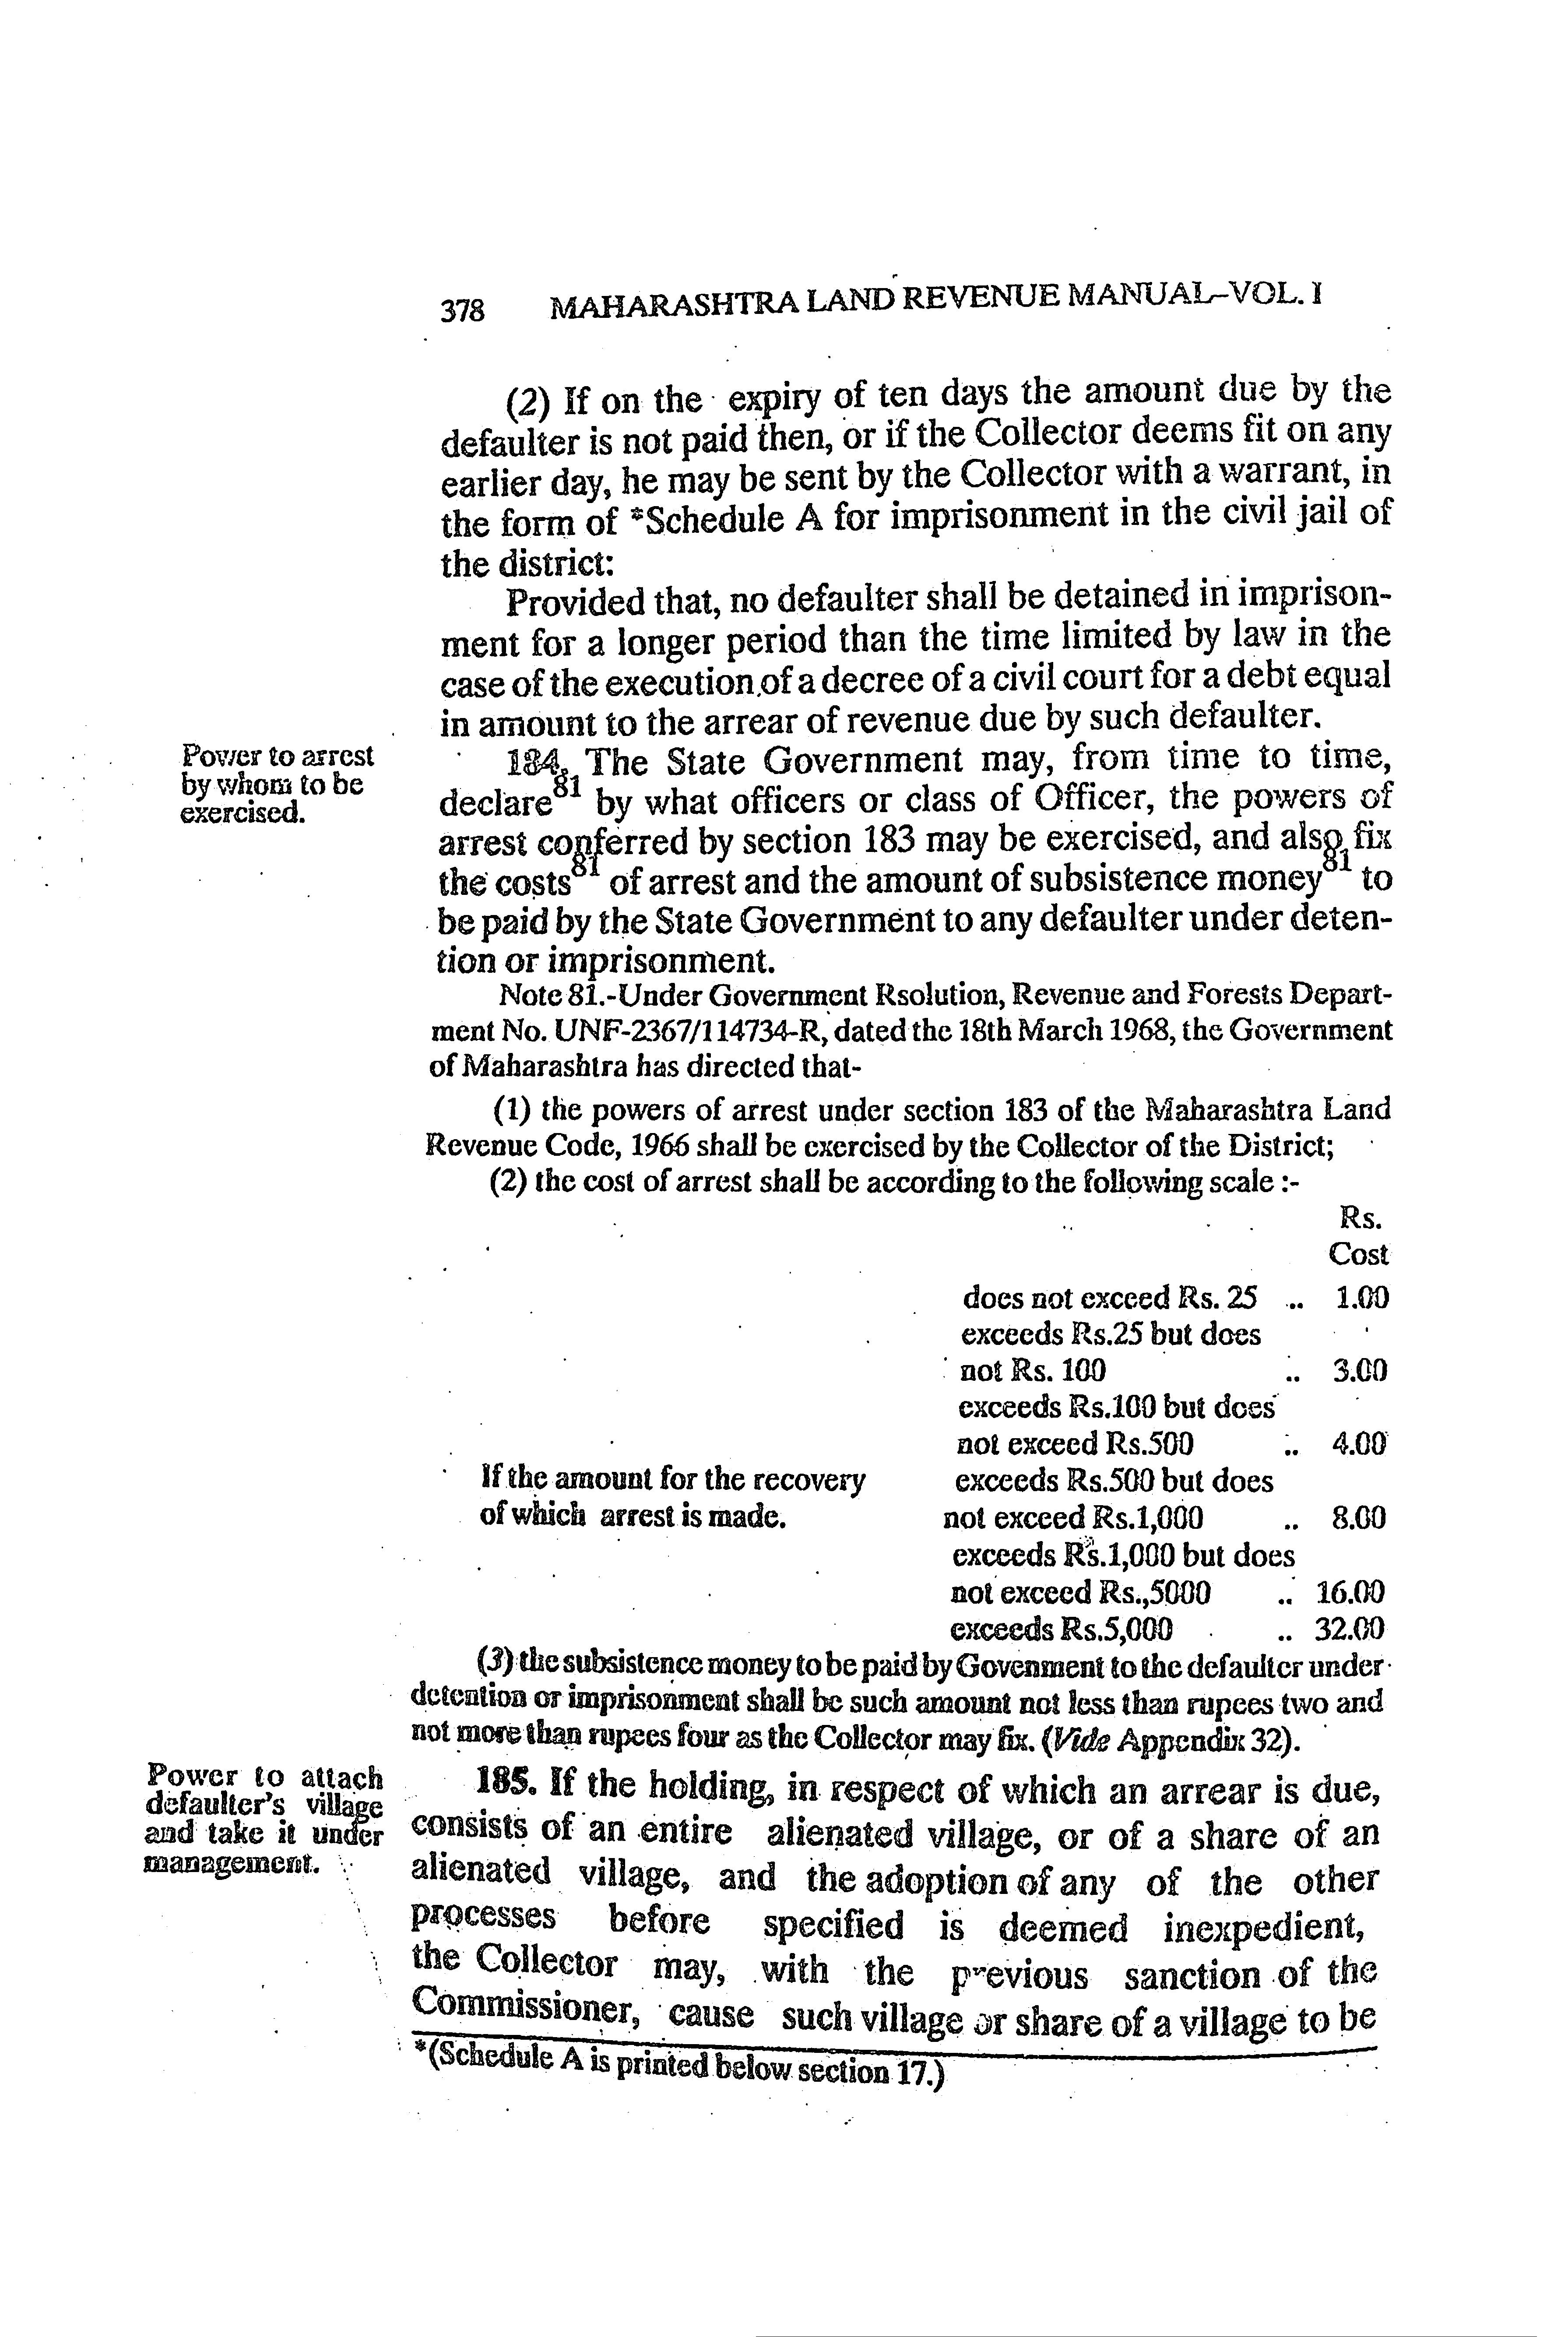 378 MAHARASHTRA LAND REVENUE MANUAL–VOL. I
(2) If on the expiry of ten days the amount due by the
defaulter is not paid then, or if the Collector deems fit on any
earlier day, he may be sent by the Collector with a warrant, in
the form of *Schedule A for imprisonment in the civil jail of
the district:
Provided that, no defaulter shall be detained in imprison-
ment for a longer period than the time limited by law in the
case of the execution of a decree of a civil court for a debt equal
in amount to the arrear of revenue due by such defaulter.
Power to arrest
by whom to be
exercised.
184. The State Government may, from time to time,
declare81 by what officers or class of Officer, the powers of
arrest conferred by section 183 may be exercised, and also fix
the costs81 of arrest and the amount of subsistence money81 to
be paid by the State Government to any defaulter under deten-
tion or imprisonment.
Note 81.-Under Government Rsolution, Revenue and Forests Depart-
ment No. UNF-2367/114734-R, dated the 18th March 1968, the Government
of Maharashtra has directed that-
(1) the powers of arrest under section 183 of the Maharashtra Land
Revenue Code, 1966 shall be exercised by the Collector of the District;
(2) the cost of arrest shall be according to the following scale :-
Rs.
Cost
does not exceed Rs. 25 .. 1.00
exceeds Rs.25 but does
not Rs. 100 .. 3.00
exceeds Rs.100 but does
not exceed Rs.500 .. 4.00
If the amount for the recovery exceeds Rs.500 but does
of which arrest is made. not exceed Rs.1,000 .. 8.00
exceeds Rs.1,000 but does
not exceed Rs.,5000 .. 16.00
exceeds Rs.5,000 .. 32.00
(3) the subsistence money to be paid by Govenment to the defaulter under
detention or imprisonment shall be such amount not less than rupees two and
not more than rupees four as the Collector may fix. (Vide Appendix 32).
Power to attach
defaulter's village
and take it under
management.
185. If the holding, in respect of which an arrear is due,
consists of an entire alienated village, or of a share of an
alienated village, and the adoption of any of the other
processes before specified is deemed inexpedient,
the Collector may, with the previous sanction of the
Commissioner, cause such village or share of a village to be
*(Schedule A is printed below section 17.)